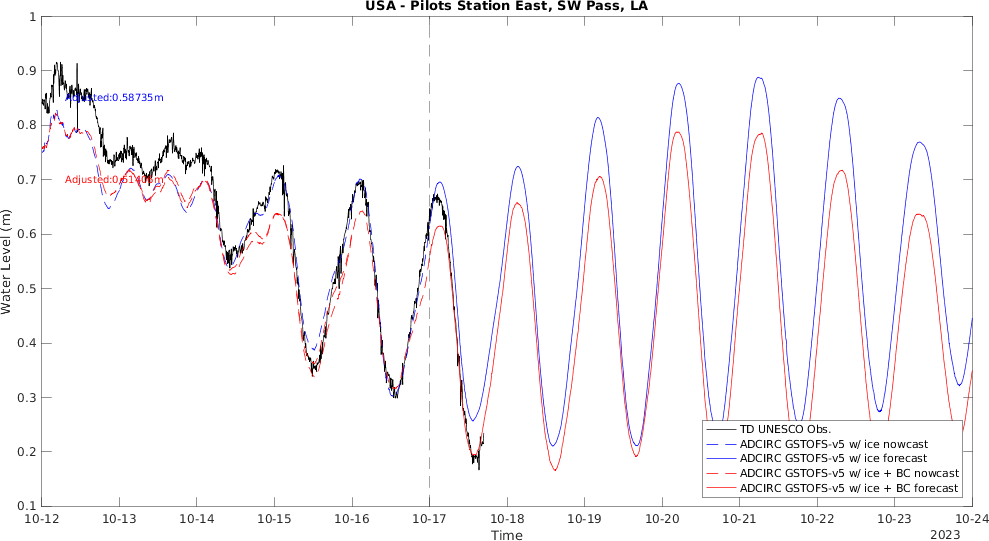 USA - Pilots Station East, SW Pass, LA
Water Level (m)
1
0.9
0.8
0.7
0.6
0.5
0.4
0.3
0.2
0.1
Adjusted:0.58735m
TD UNESCO Obs.
ADCIRC GSTOFS-v5 w/ ice nowcast
ADCIRC GSTOFS-v5 w/ ice forecast
ADCIRC GSTOFS-v5 w/ ice + BC nowcast
ADCIRC GSTOFS-v5 w/ ice + BC forecast
10-12 10-13 10-14 10-15 10-16 10-17 10-18 10-19 10-20 10-21 10-22 10-23 10-24
Time
2023